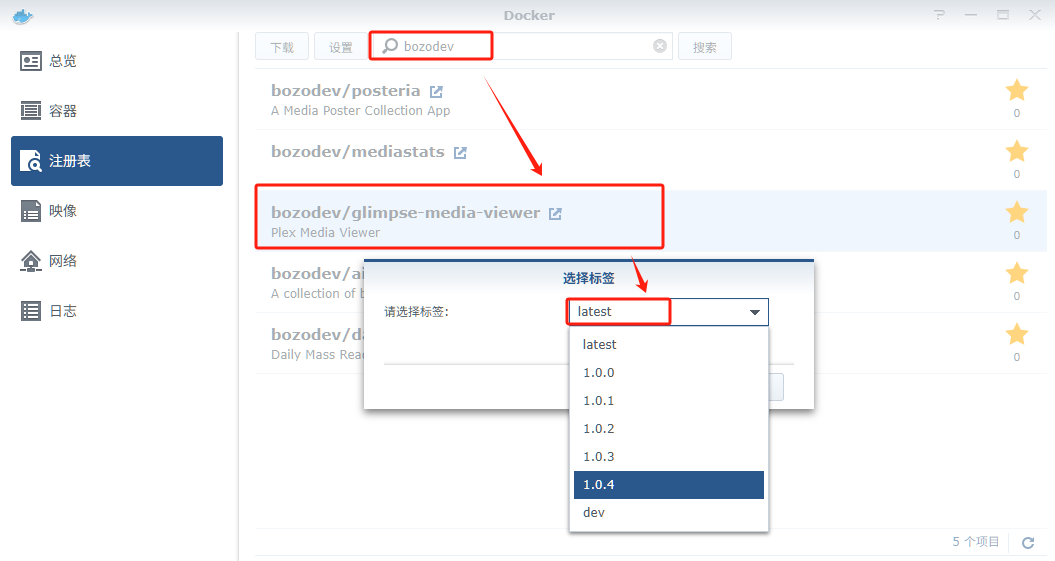 Docker
总览
容器
注册表
映像
网络
日志
下载
设置
bozodev
搜索
bozodev/posteria
A Media Poster Collection App
0
bozodev/mediastats
0
bozodev/glimpse-media-viewer
Plex Media Viewer
0
bozodev/ai
A collection of b
0
bozodev/da
Daily Mass Rea
0
选择标签
请选择标签:
latest
latest
1.0.0
1.0.1
1.0.2
1.0.3
1.0.4
dev
5 个项目